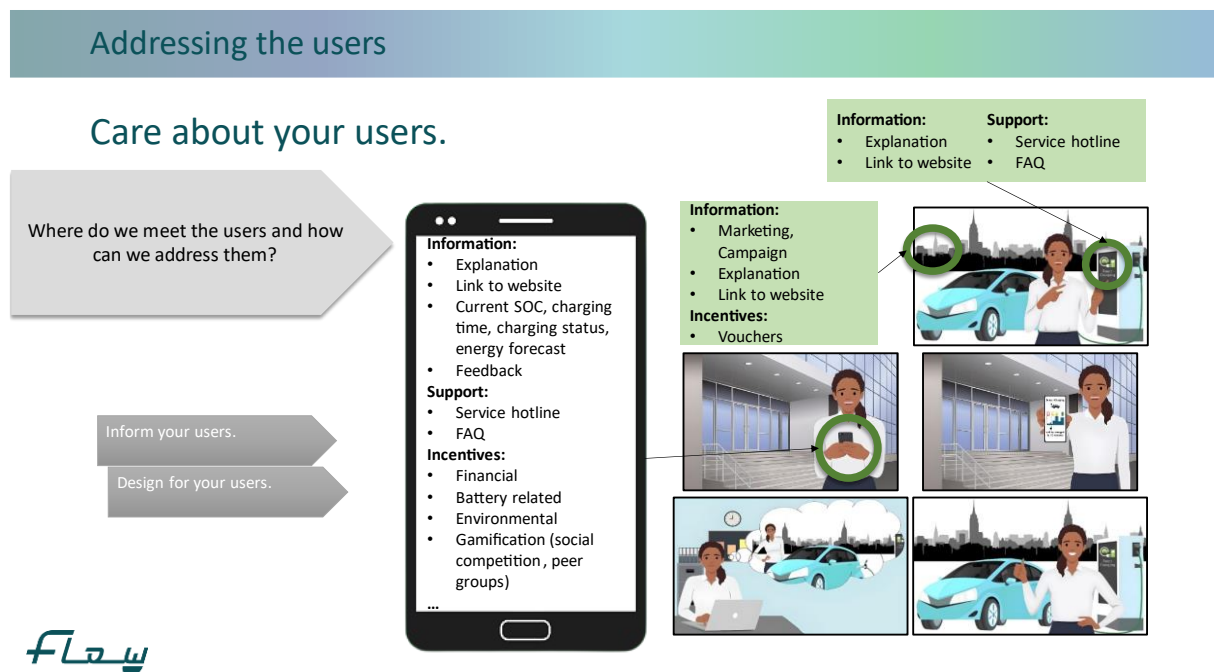 Addressing the users
Care about your users.
Where do we meet the users and how
can we address them?
Inform your users.
Design for your users.
Information:
• Explanation
• Link to website
• Current SOC, charging
time, charging status,
energy forecast
• Feedback
Support:
• Service hotline
• FAQ
Incentives:
• Financial
• Battery related
• Environmental
• Gamification (social
competition, peer
groups)
...
Information:
• Marketing,
Campaign
• Explanation
• Link to website
Incentives:
• Vouchers
Information:
• Explanation
• Link to website
Support:
• Service hotline
• FAQ
Flow